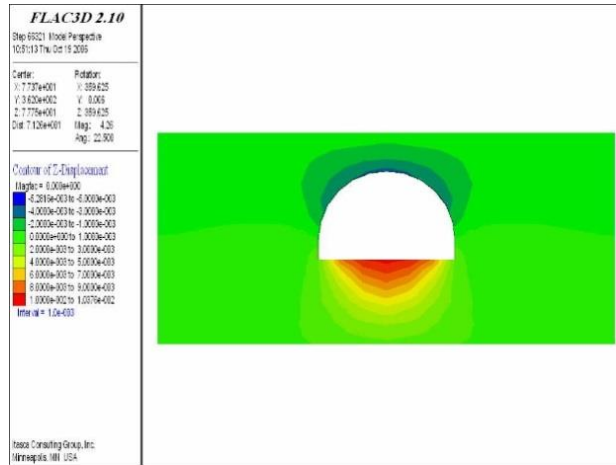 FLAC3D 2.10
Step 66321 Model Perspective
10:51:13 Thu Oct 19 2006
Center:
X: 7.737e+001
Y: 3.620e+002
Z: 7.775e+001
Dist: 7.126e+001
Rotation:
X: 359.625
Y: 0.006
Z: 359.625
Mag.: 4.26
Ang.: 22.500
Contour of Z-Displacement
Magfac = 0.000e+000
-5.2816e-003 to -5.0000e-003
-4.0000e-003 to -3.0000e-003
-2.0000e-003 to -1.0000e-003
0.0000e+000 to 1.0000e-003
2.0000e-003 to 3.0000e-003
4.0000e-003 to 5.0000e-003
6.0000e-003 to 7.0000e-003
8.0000e-003 to 9.0000e-003
1.0000e-002 to 1.0376e-002
Interval = 1.0e-003
Itasca Consulting Group, Inc.
Minneapolis, MN USA